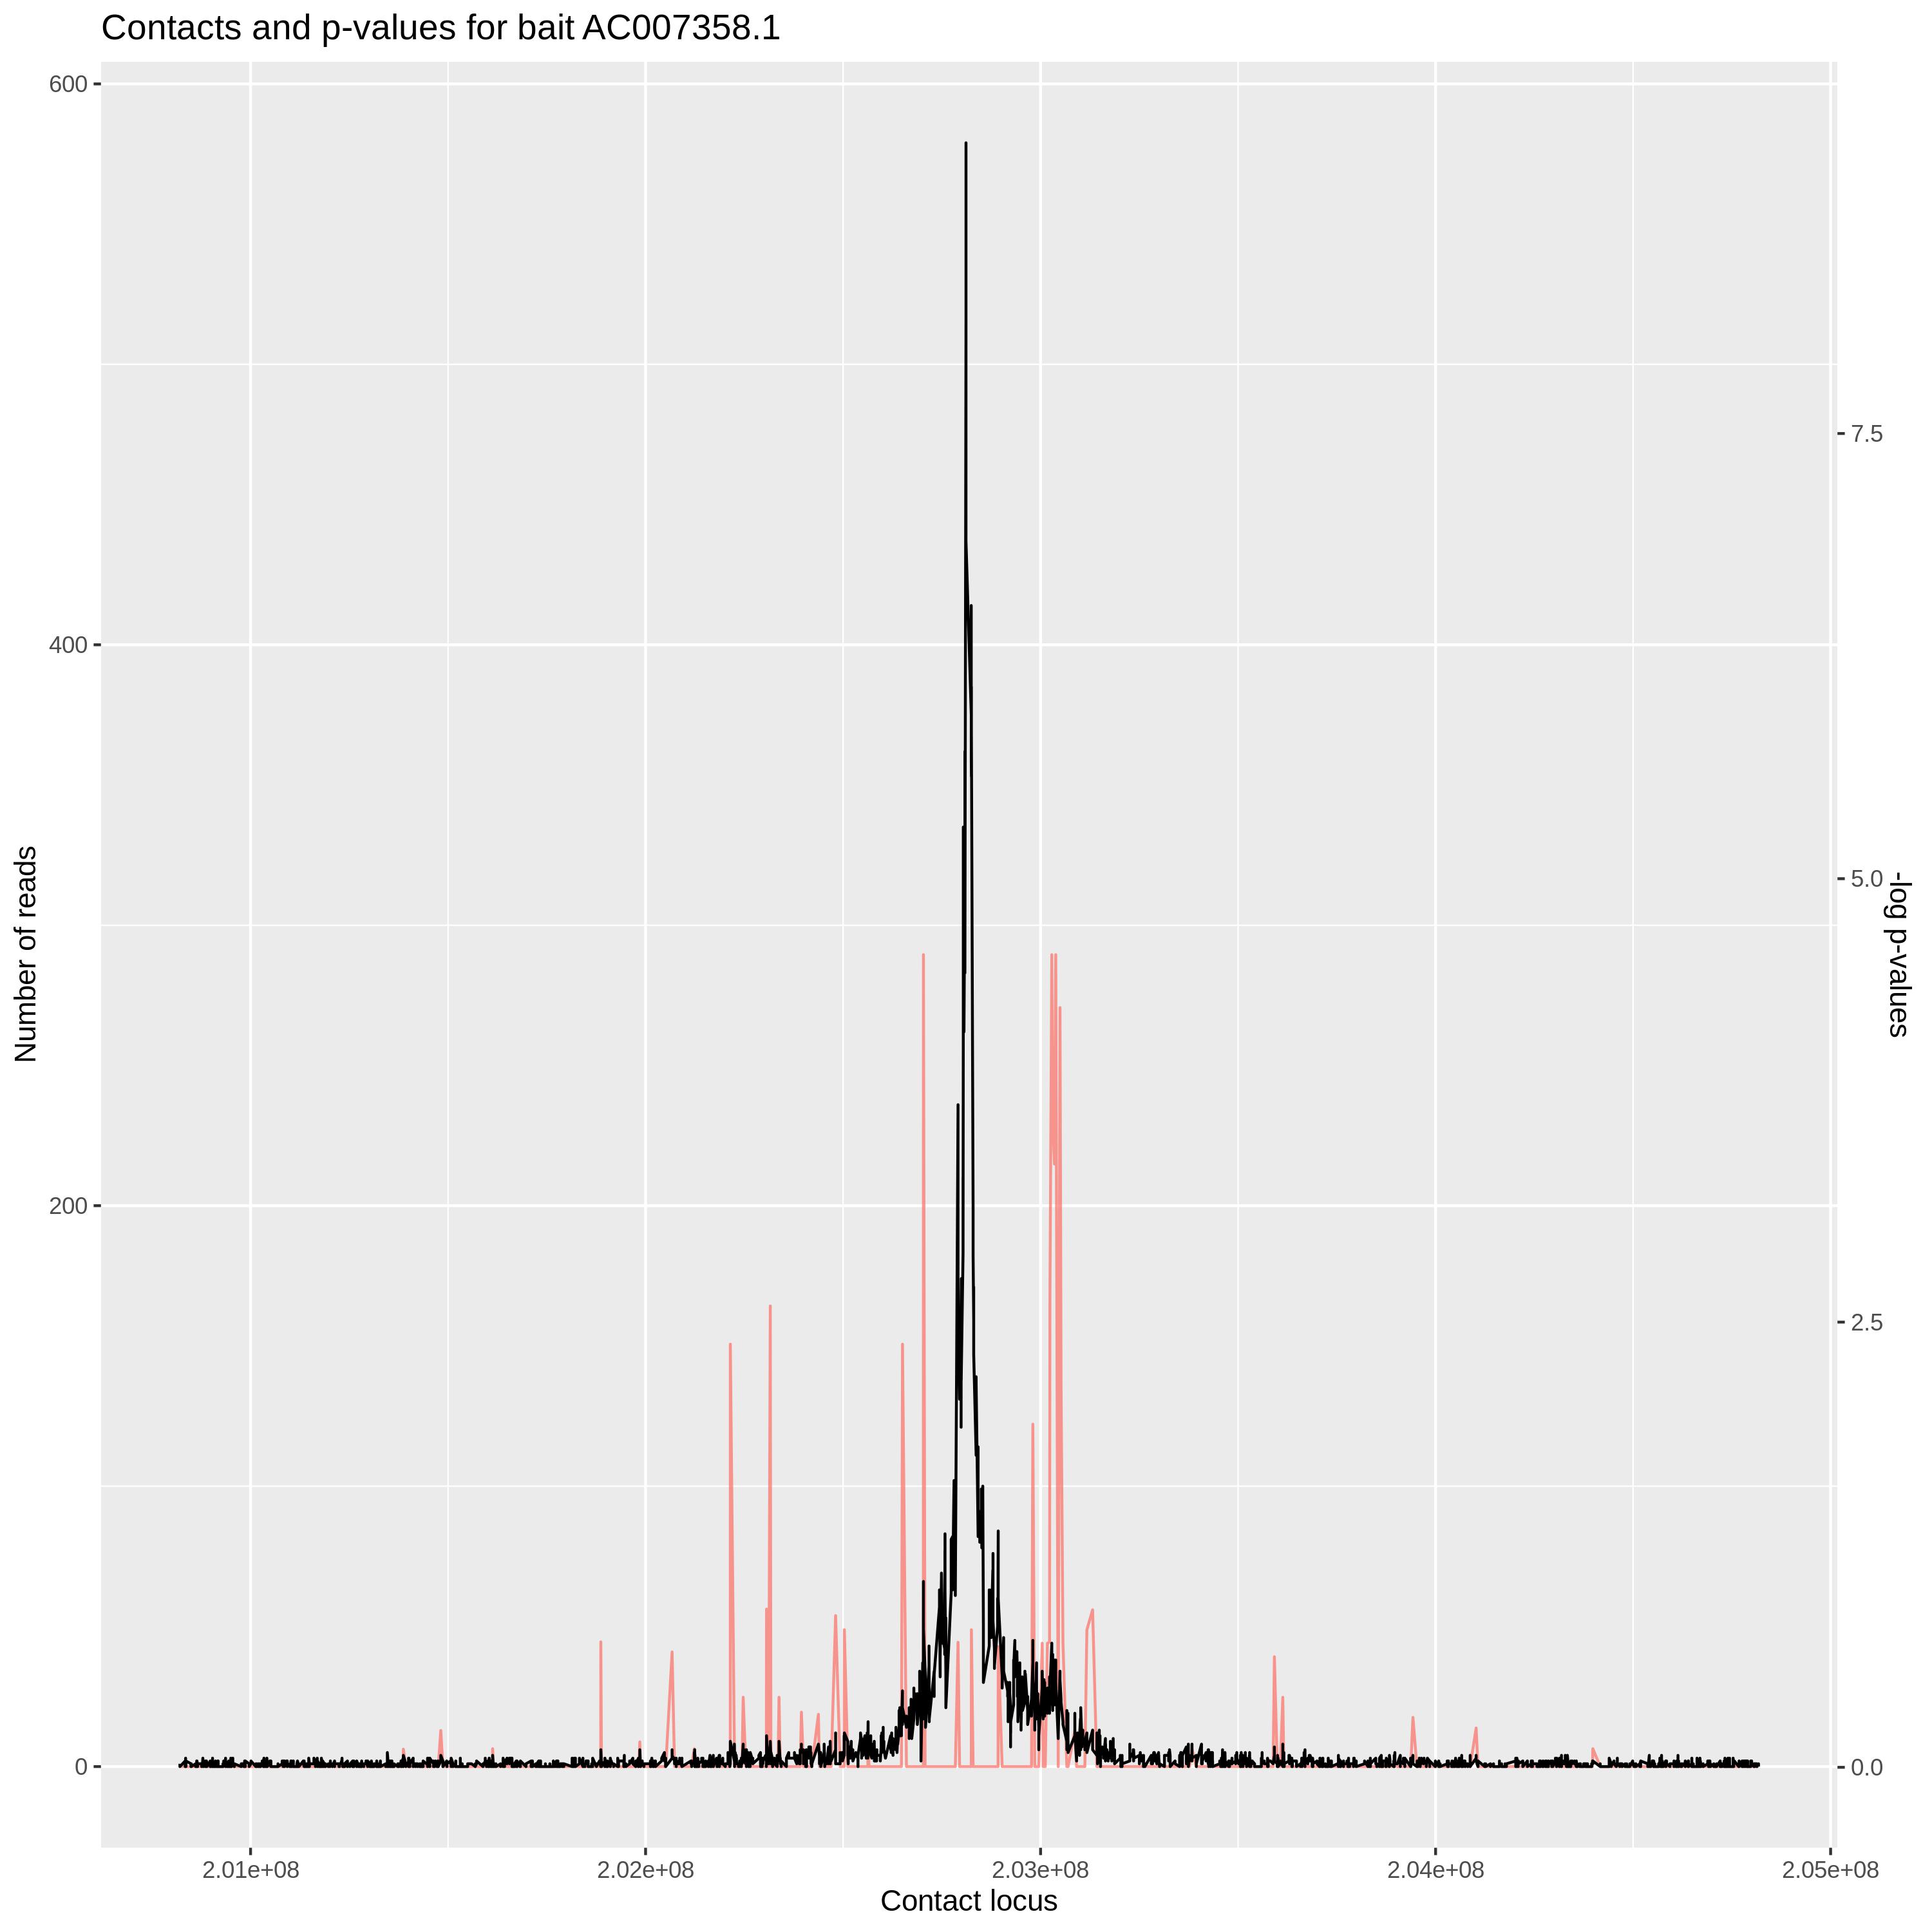 Contacts and p-values for bait AC007358.1
600
400
200
0
Number of reads
7.5
5.0
2.5
0.0
-log p-values
2.01e+08 2.02e+08 2.03e+08 2.04e+08 2.05e+08
Contact locus